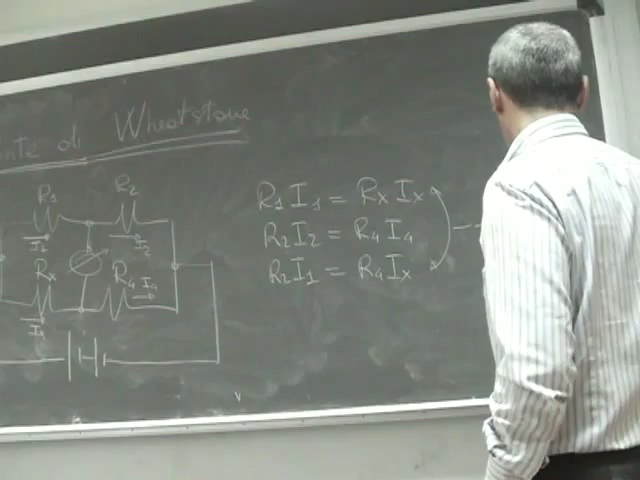 nte di Wheatstone
R1 R2
I1 I2
Rx R4 I4
Ix
V
R1 I1 = Rx Ix
R2 I2 = R4 I4
R2 I1 = R4 Ix